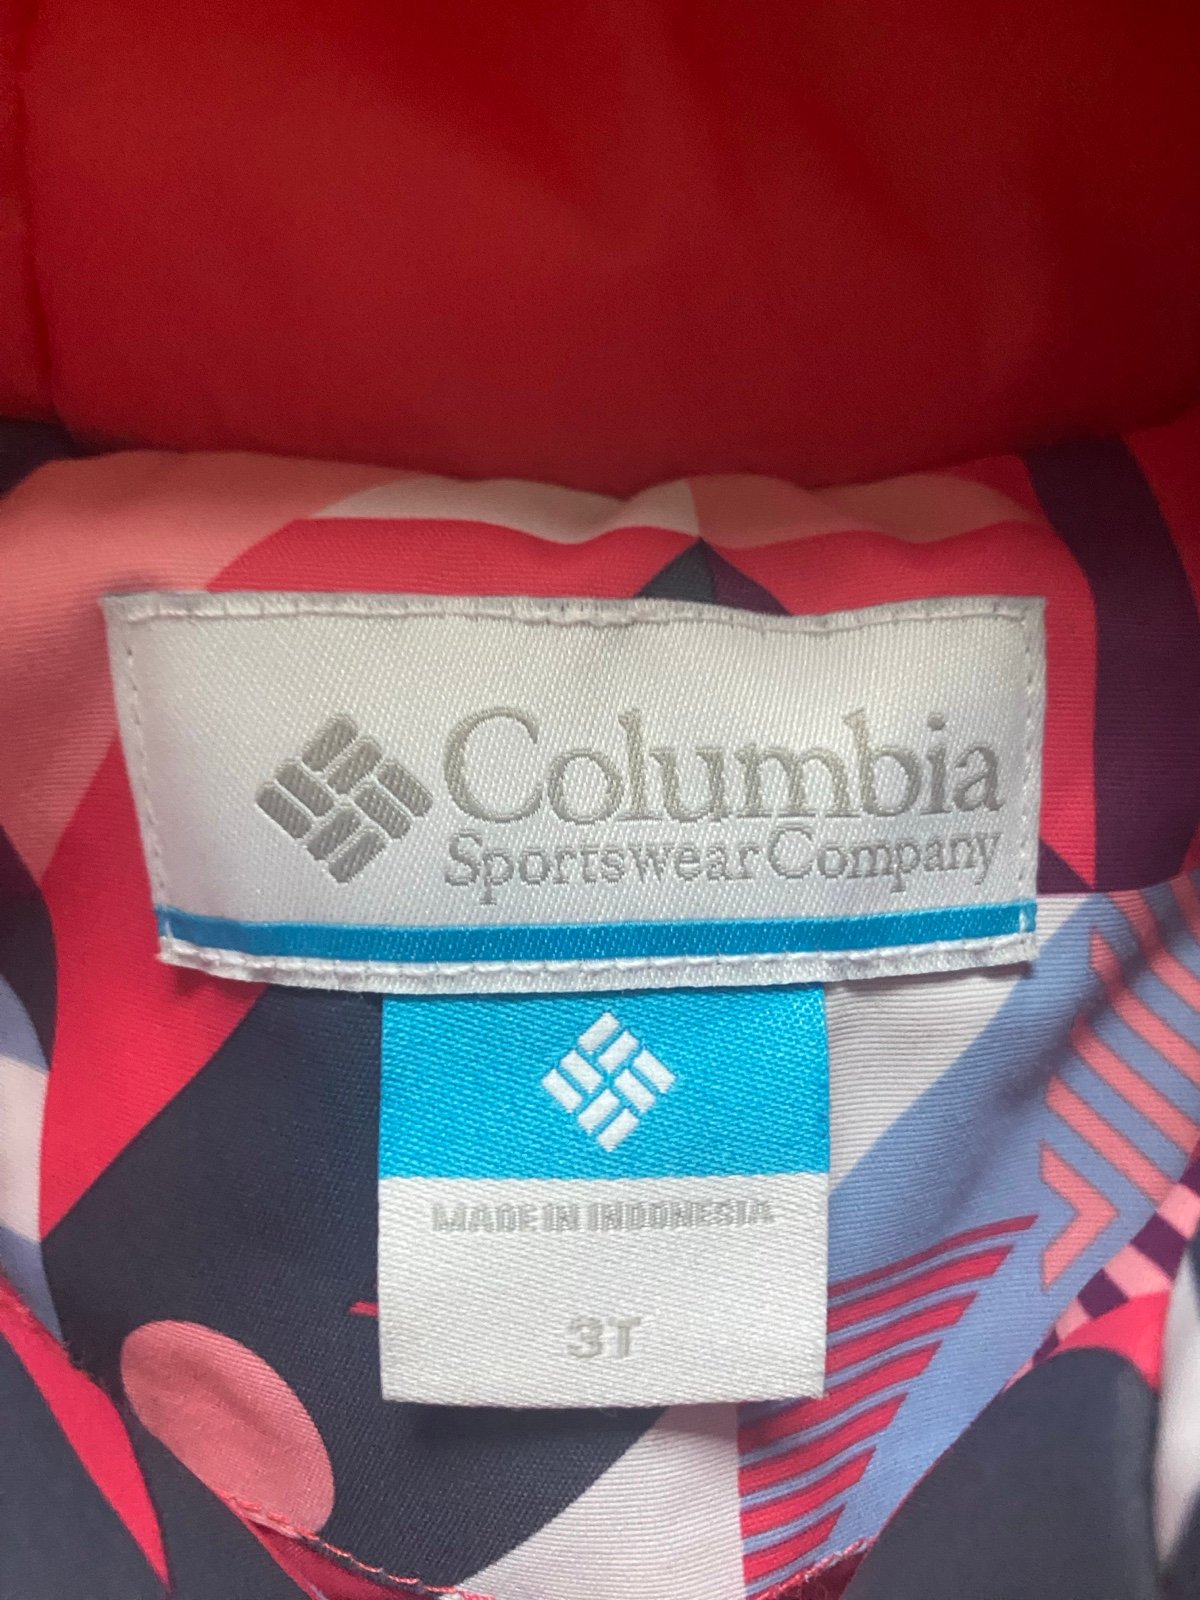 Columbia
Sportswear Company
MADE IN INDONESIA
3T